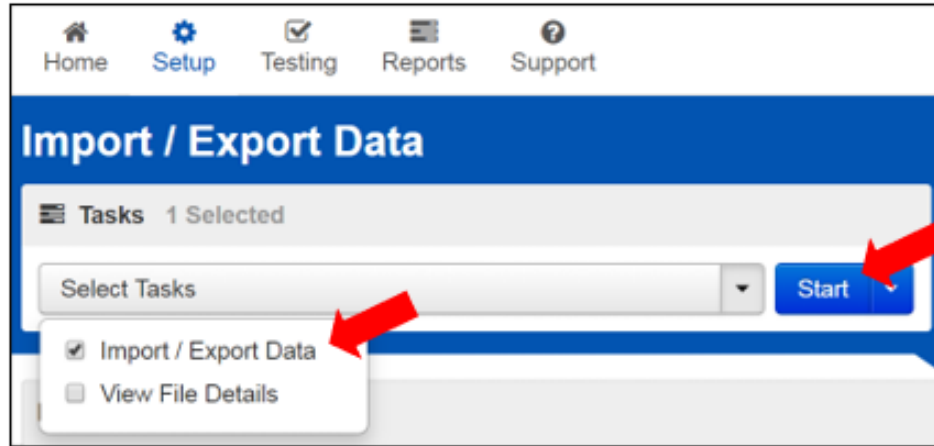 Home Setup Testing Reports Support
Import / Export Data
Tasks 1 Selected
Select Tasks Start
Import / Export Data
View File Details